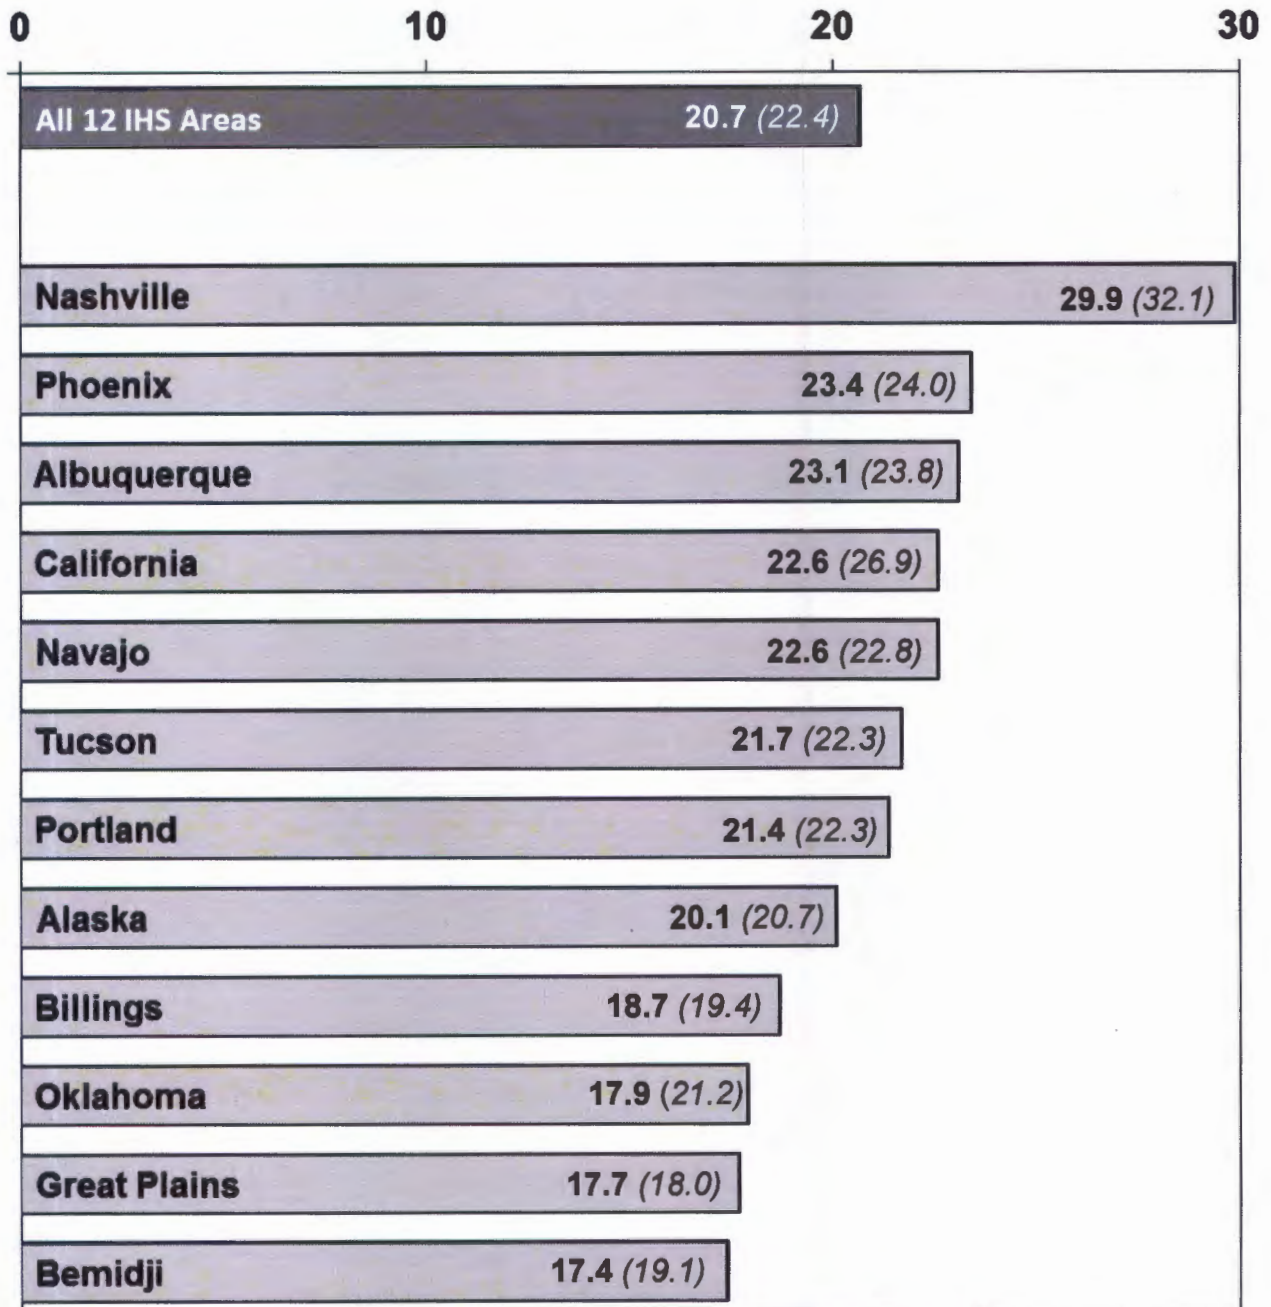 0 10 20 30
All 12 IHS Areas 20.7 (22.4)
Nashville 29.9 (32.1)
Phoenix 23.4 (24.0)
Albuquerque 23.1 (23.8)
California 22.6 (26.9)
Navajo 22.6 (22.8)
Tucson 21.7 (22.3)
Portland 21.4 (22.3)
Alaska 20.1 (20.7)
Billings 18.7 (19.4)
Oklahoma 17.9 (21.2)
Great Plains 17.7 (18.0)
Bemidji 17.4 (19.1)